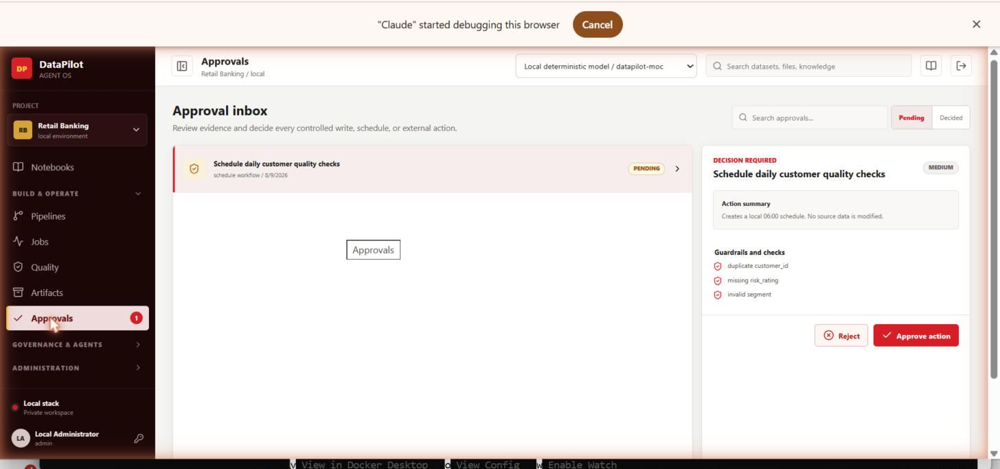 "Claude" started debugging this browser
Cancel
DP
DataPilot
AGENT OS
PROJECT
RB
Retail Banking
local environment
Notebooks
BUILD & OPERATE
Pipelines
Jobs
Quality
Artifacts
Approvals
1
GOVERNANCE & AGENTS
ADMINISTRATION
Local stack
Private workspace
LA
Local Administrator
admin
Approvals
Retail Banking / local
Local deterministic model / datapilot-moc
Search datasets, files, knowledge
Approval inbox
Review evidence and decide every controlled write, schedule, or external action.
Search approvals...
Pending
Decided
Schedule daily customer quality checks
schedule workflow / 8/9/2026
PENDING
Approvals
DECISION REQUIRED
Schedule daily customer quality checks
MEDIUM
Action summary
Creates a local 06:00 schedule. No source data is modified.
Guardrails and checks
duplicate customer_id
missing risk_rating
invalid segment
Reject
Approve action
v View in Docker Desktop o View Config w Enable Watch